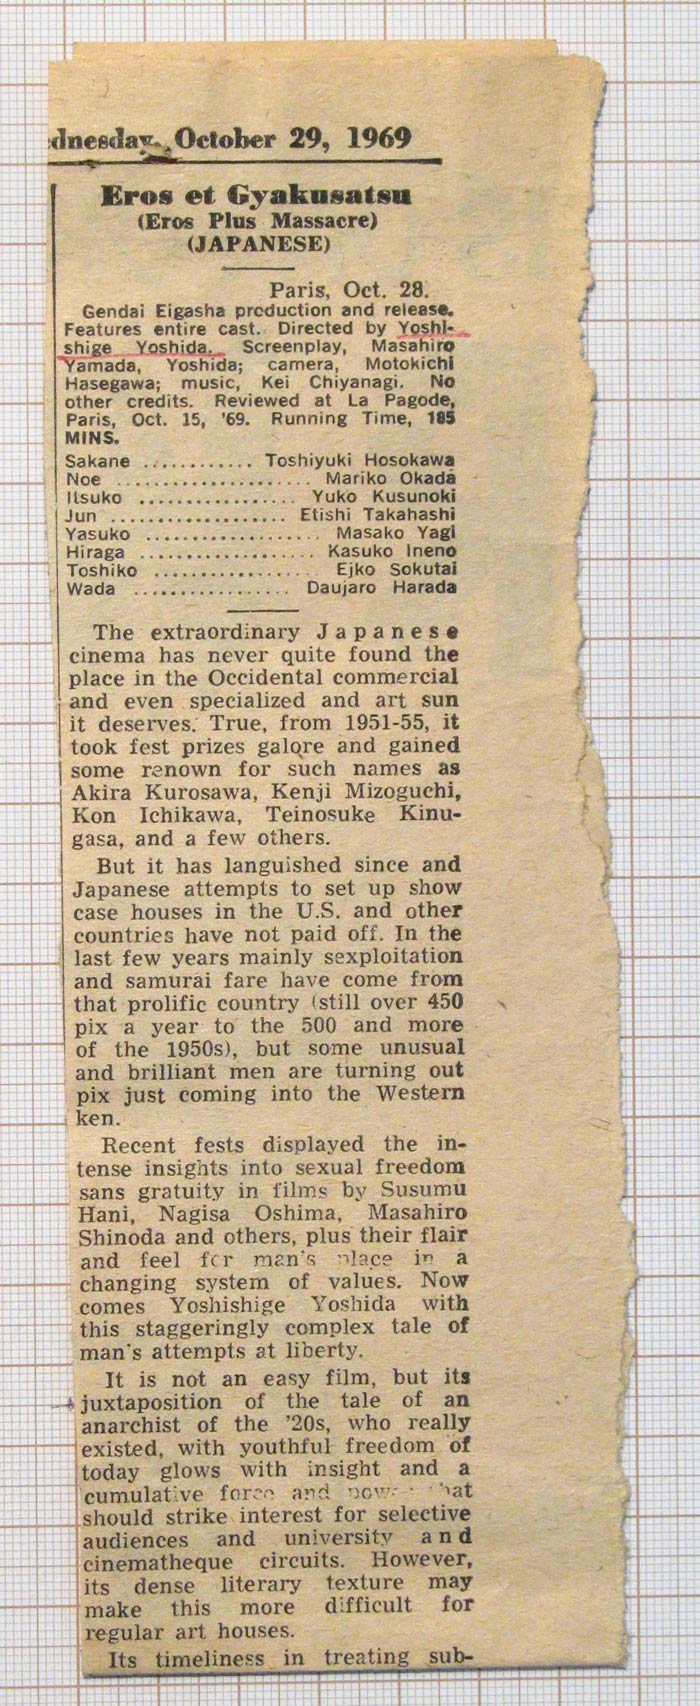 dnesday, October 29, 1969
Eros et Gyakusatsu
(Eros Plus Massacre)
(JAPANESE)
Paris, Oct. 28.
Gendai Eigasha production and release.
Features entire cast. Directed by Yoshi-
shige Yoshida. Screenplay, Masahiro
Yamada, Yoshida; camera, Motokichi
Hasegawa; music, Kei Chiyanagi. No
other credits. Reviewed at La Pagode,
Paris, Oct. 15, '69. Running Time, 185
MINS.
Sakane ............ Toshiyuki Hosokawa
Noe ..................... Mariko Okada
Itsuko ................. Yuko Kusunoki
Jun ................... Etishi Takahashi
Yasuko ................... Masako Yagi
Hiraga ................... Kasuko Ineno
Toshiko ................. Ejko Sokutai
Wada ................. Daujaro Harada
The extraordinary Japanese
cinema has never quite found the
place in the Occidental commercial
and even specialized and art sun
it deserves. True, from 1951-55, it
took fest prizes galore and gained
some renown for such names as
Akira Kurosawa, Kenji Mizoguchi,
Kon Ichikawa, Teinosuke Kinu-
gasa, and a few others.
But it has languished since and
Japanese attempts to set up show
case houses in the U.S. and other
countries have not paid off. In the
last few years mainly sexploitation
and samurai fare have come from
that prolific country (still over 450
pix a year to the 500 and more
of the 1950s), but some unusual
and brilliant men are turning out
pix just coming into the Western
ken.
Recent fests displayed the in-
tense insights into sexual freedom
sans gratuity in films by Susumu
Hani, Nagisa Oshima, Masahiro
Shinoda and others, plus their flair
and feel for man's place in a
changing system of values. Now
comes Yoshishige Yoshida with
this staggeringly complex tale of
man's attempts at liberty.
It is not an easy film, but its
juxtaposition of the tale of an
anarchist of the '20s, who really
existed, with youthful freedom of
today glows with insight and a
cumulative force and power that
should strike interest for selective
audiences and university and
cinematheque circuits. However,
its dense literary texture may
make this more difficult for
regular art houses.
Its timeliness in treating sub-